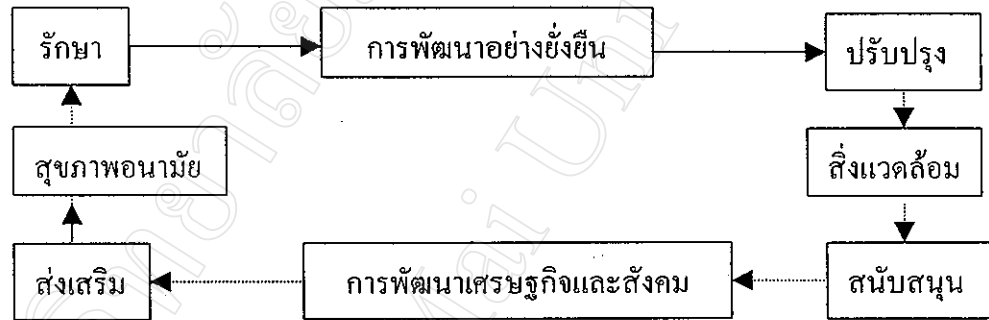 รักษา
การพัฒนาอย่างยั่งยืน
ปรับปรุง
สุขภาพอนามัย
สิ่งแวดล้อม
ส่งเสริม
การพัฒนาเศรษฐกิจและสังคม
สนับสนุน
Mai Uni